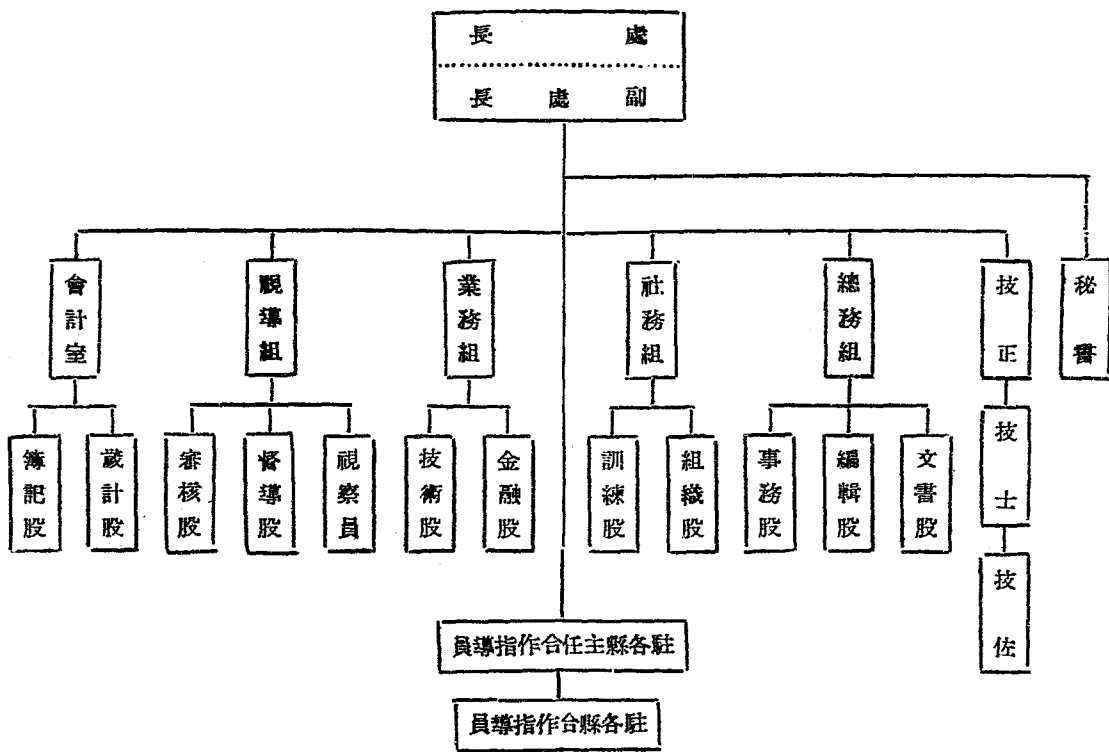 處長
副處長
秘書
技正
總務組
社務組
業務組
視導組
會計室
技士
文書股
編輯股
事務股
組織股
訓練股
金融股
技術股
視察員
督導股
審核股
歲計股
簿記股
技佐
駐各縣主任合作指導員
駐各縣合作指導員